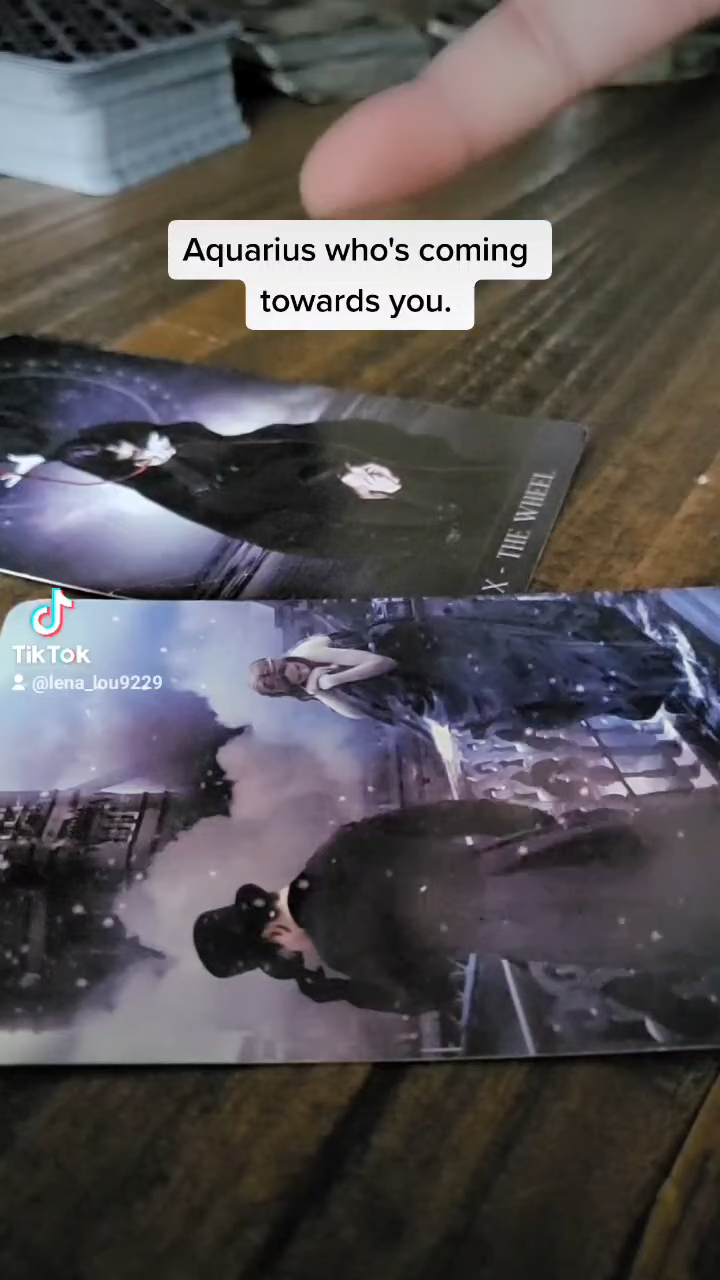 Aquarius who's coming
towards you.
X - THE WHEEL
TikTok
@lena_lou9229